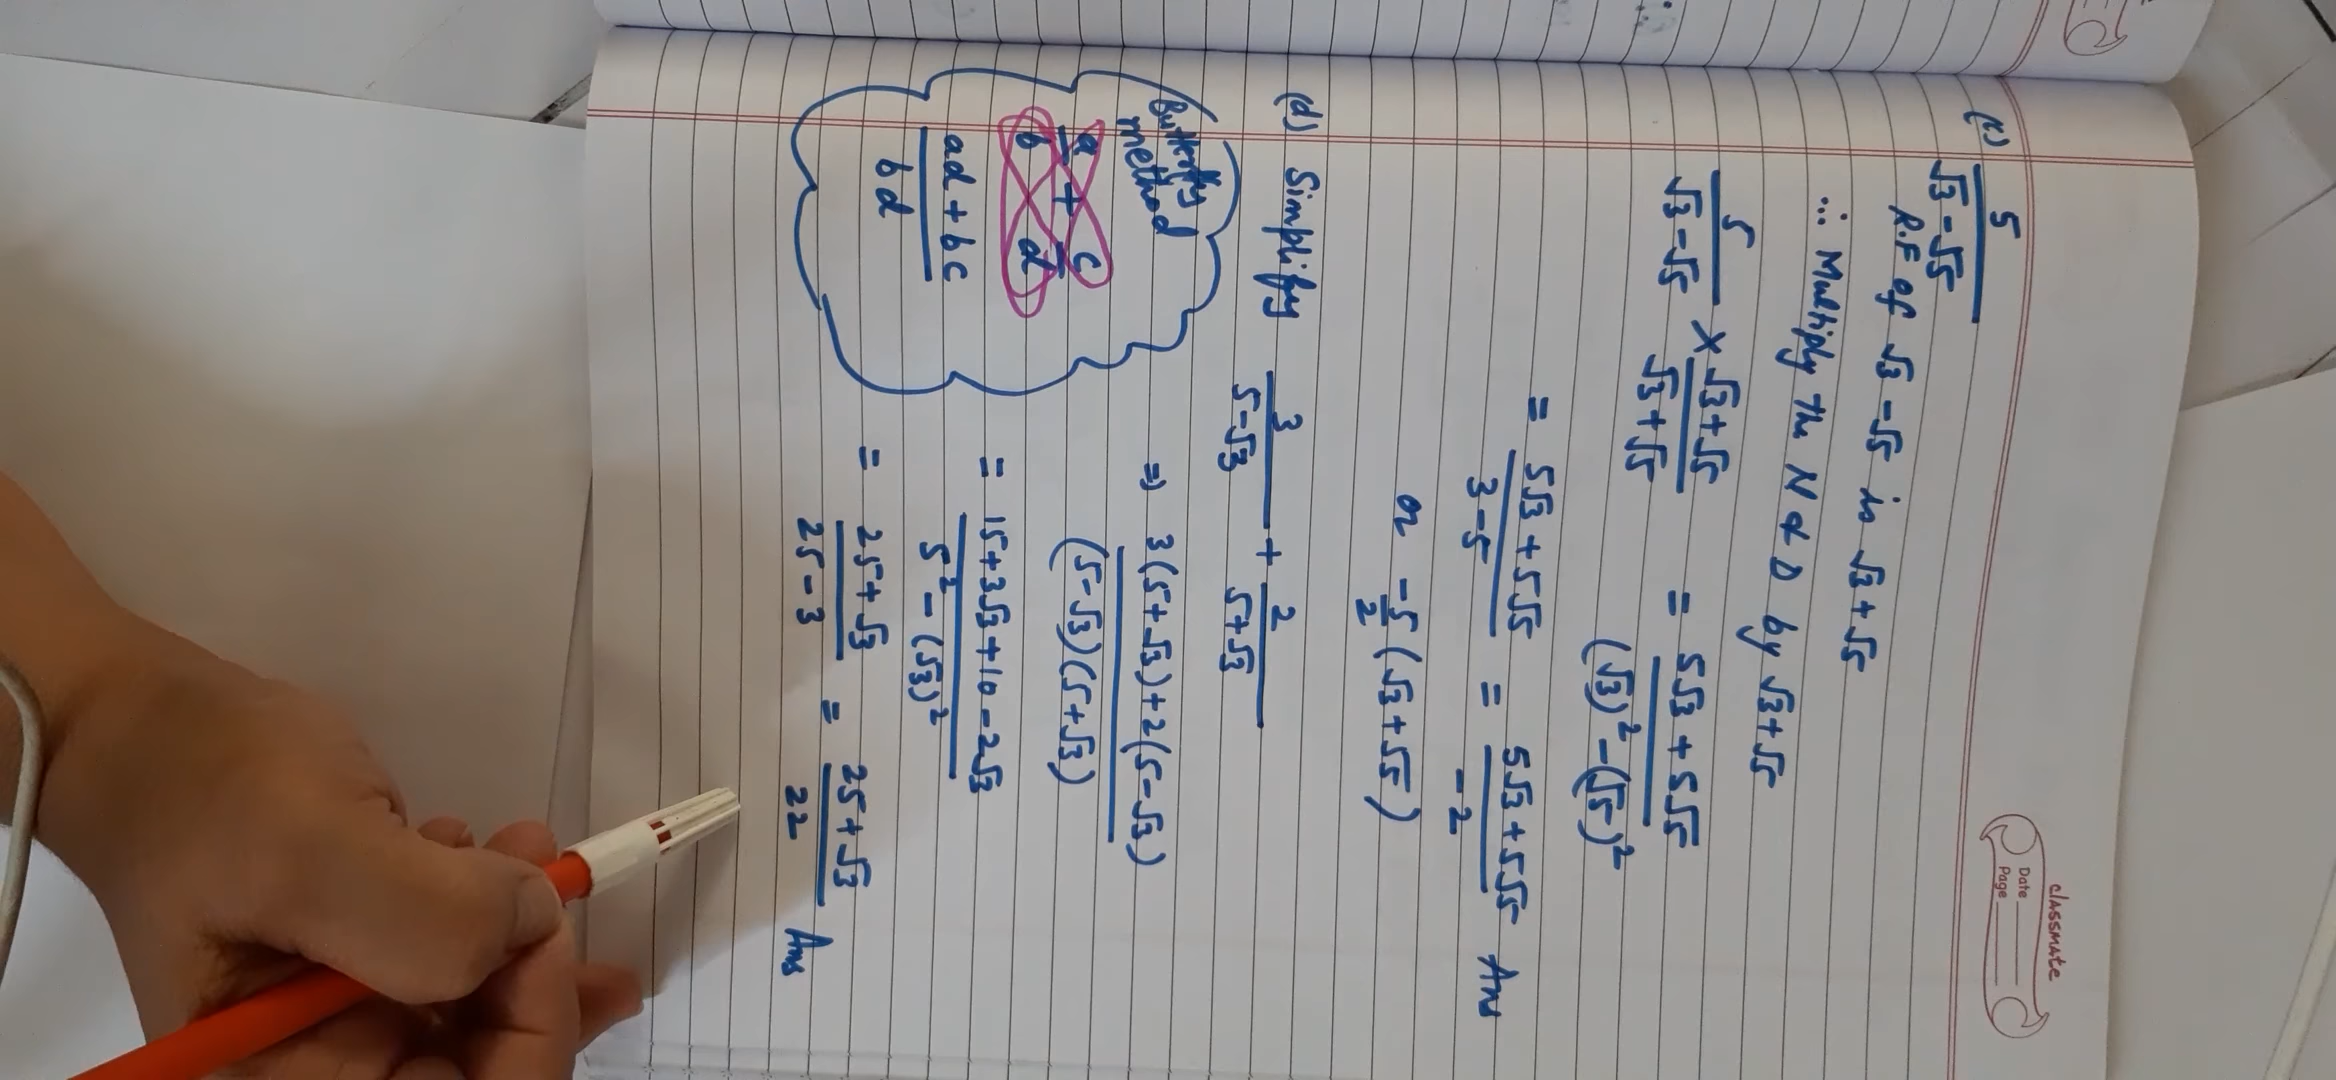 classmate
Date
Page
(c) 5/(√3 - √5)
R.F of √3 - √5 is √3 + √5
∴ Multiply the N & D by √3 + √5
5/(√3 - √5) × (√3 + √5)/(√3 + √5) = (5√3 + 5√5)/((√3)² - (√5)²)
= (5√3 + 5√5)/(3 - 5) = (5√3 + 5√5)/-2 Ans
or -5/2 (√3 + √5)
(d) Simplify 3/(5 - √3) + 2/(5 + √3)
Butterfly
method
a/b + c/d
(ad + bc)/bd
⇒ (3(5 + √3) + 2(5 - √3))/((5 - √3)(5 + √3))
= (15 + 3√3 + 10 - 2√3)/(5² - (√3)²)
= (25 + √3)/(25 - 3) = (25 + √3)/22 Ans